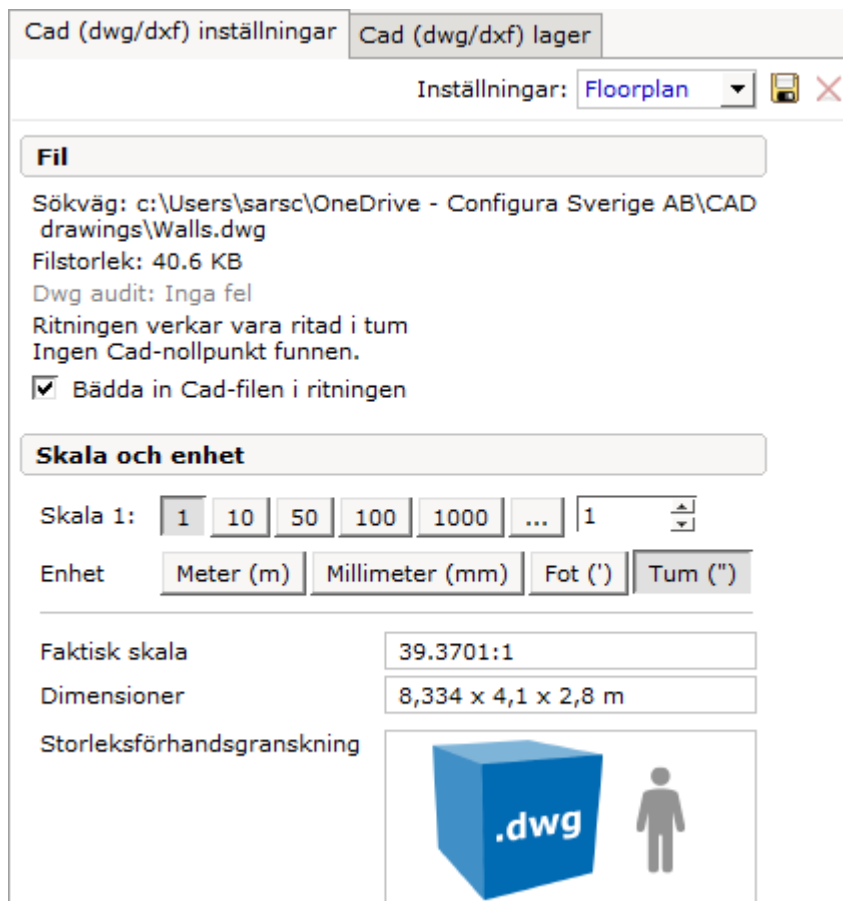 Cad (dwg/dxf) inställningar
Cad (dwg/dxf) lager
Inställningar: Floorplan
Fil
Sökväg: c:\Users\sarsc\OneDrive - Configura Sverige AB\CAD
drawings\Walls.dwg
Filstorlek: 40.6 KB
Dwg audit: Inga fel
Ritningen verkar vara ritad i tum
Ingen Cad-nollpunkt funnen.
Bädda in Cad-filen i ritningen
Skala och enhet
Skala 1: 1 10 50 100 1000 ... 1
Enhet Meter (m) Millimeter (mm) Fot (') Tum (")
Faktisk skala 39.3701:1
Dimensioner 8,334 x 4,1 x 2,8 m
Storleksförhandsgranskning
.dwg